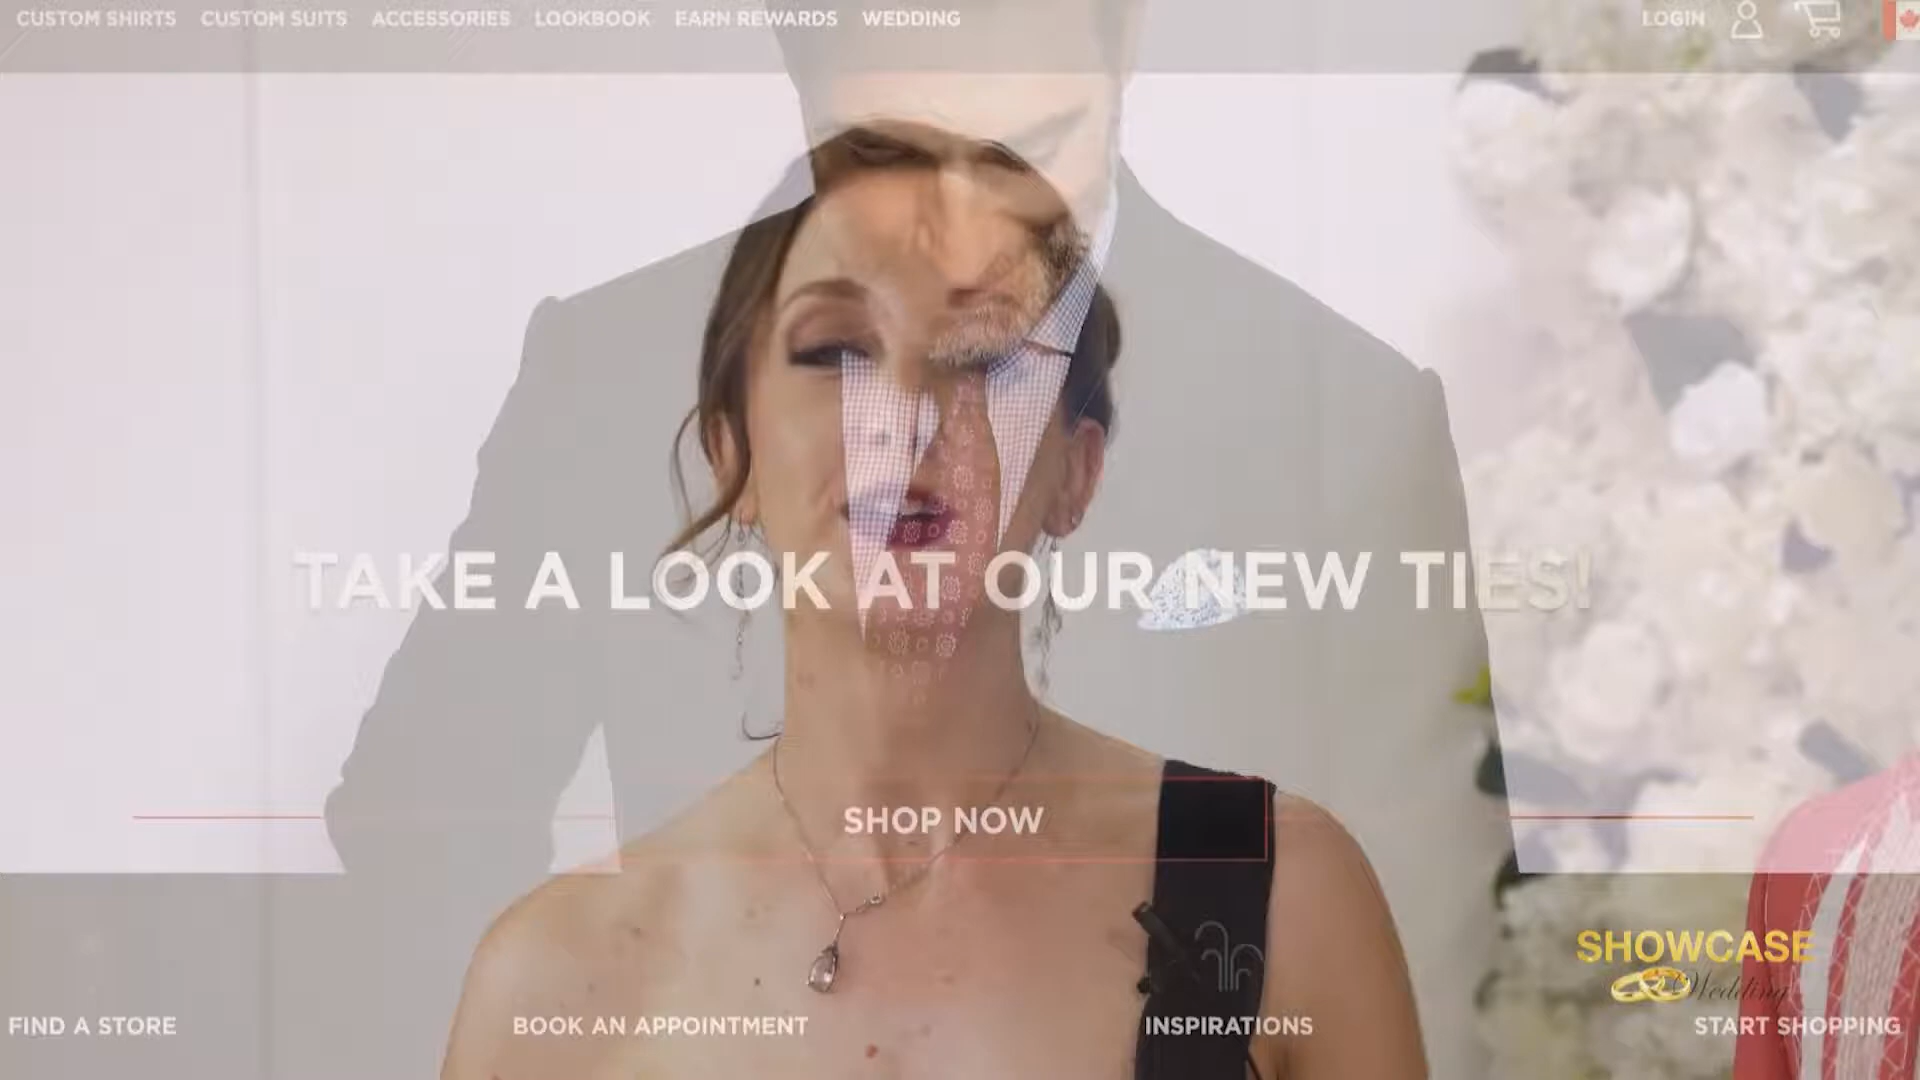 CUSTOM SHIRTS CUSTOM SUITS ACCESSORIES LOOKBOOK EARN REWARDS WEDDING LOGIN
TAKE A LOOK AT OUR NEW TIES!
SHOP NOW
SHOWCASE
Wedding
FIND A STORE BOOK AN APPOINTMENT INSPIRATIONS START SHOPPING